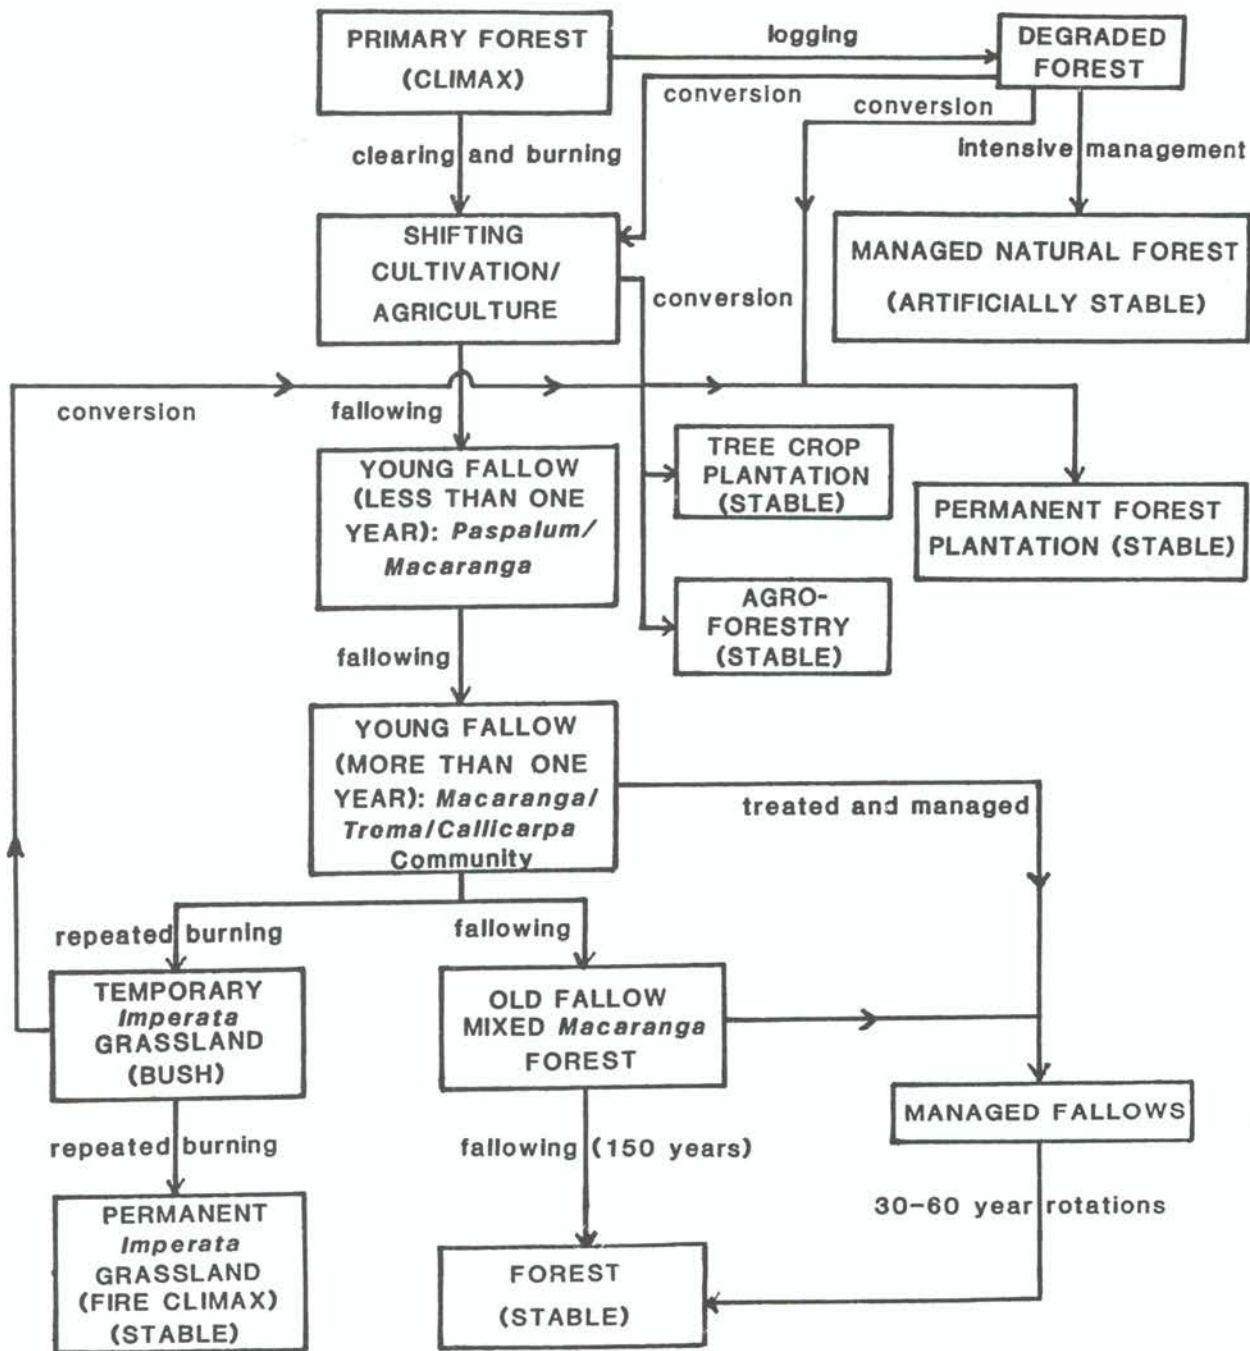 PRIMARY FOREST
(CLIMAX)
logging
DEGRADED
FOREST
conversion
conversion
clearing and burning
intensive management
SHIFTING
CULTIVATION/
AGRICULTURE
MANAGED NATURAL FOREST
(ARTIFICIALLY STABLE)
conversion
conversion
fallowing
YOUNG FALLOW
(LESS THAN ONE
YEAR): Paspalum/
Macaranga
TREE CROP
PLANTATION
(STABLE)
PERMANENT FOREST
PLANTATION (STABLE)
AGRO-
FORESTRY
(STABLE)
fallowing
YOUNG FALLOW
(MORE THAN ONE
YEAR): Macaranga/
Troma/Callicarpa
Community
treated and managed
repeated burning
fallowing
TEMPORARY
Imperata
GRASSLAND
(BUSH)
OLD FALLOW
MIXED Macaranga
FOREST
MANAGED FALLOWS
repeated burning
fallowing (150 years)
30-60 year rotations
PERMANENT
Imperata
GRASSLAND
(FIRE CLIMAX)
(STABLE)
FOREST
(STABLE)